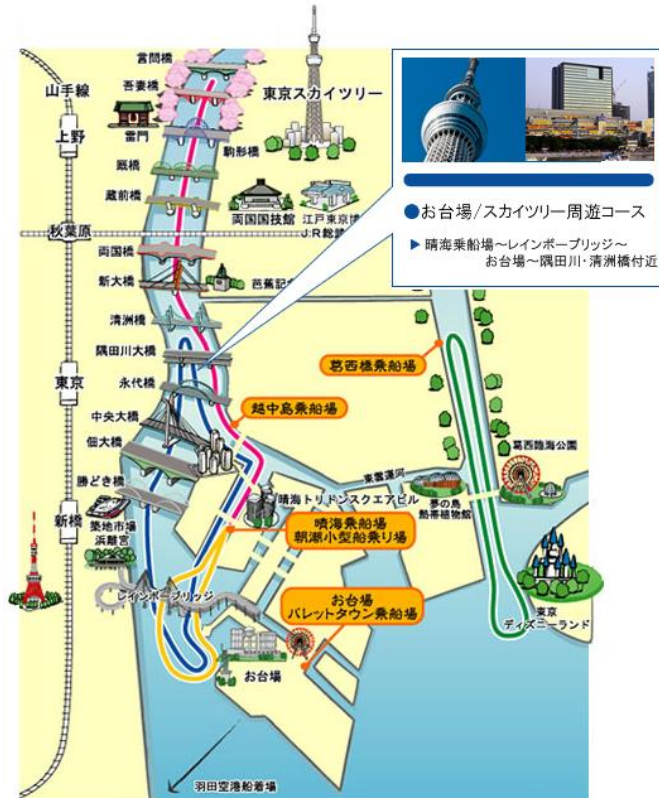 言問橋
吾妻橋
山手線
東京スカイツリー
雷門
上野
駒形橋
厩橋
蔵前橋
両国国技館
江戸東京博
JR総
秋葉原
両国橋
新大橋
芭蕉記
清洲橋
隅田川大橋
東京
永代橋
中央大橋
佃大橋
勝どき橋
築地市場
浜離宮
新橋
●お台場/スカイツリー周遊コース
▶ 晴海乗船場～レインボーブリッジ～
お台場～隅田川・清洲橋付近
葛西橋乗船場
越中島乗船場
葛西臨海公園
東雲運河
夢の島
熱帯植物館
晴海トリトンスクエアビル
晴海乗船場
朝潮小型船乗り場
レインボーブリッジ
お台場
パレットタウン乗船場
東京
ディズニーランド
お台場
羽田空港船着場